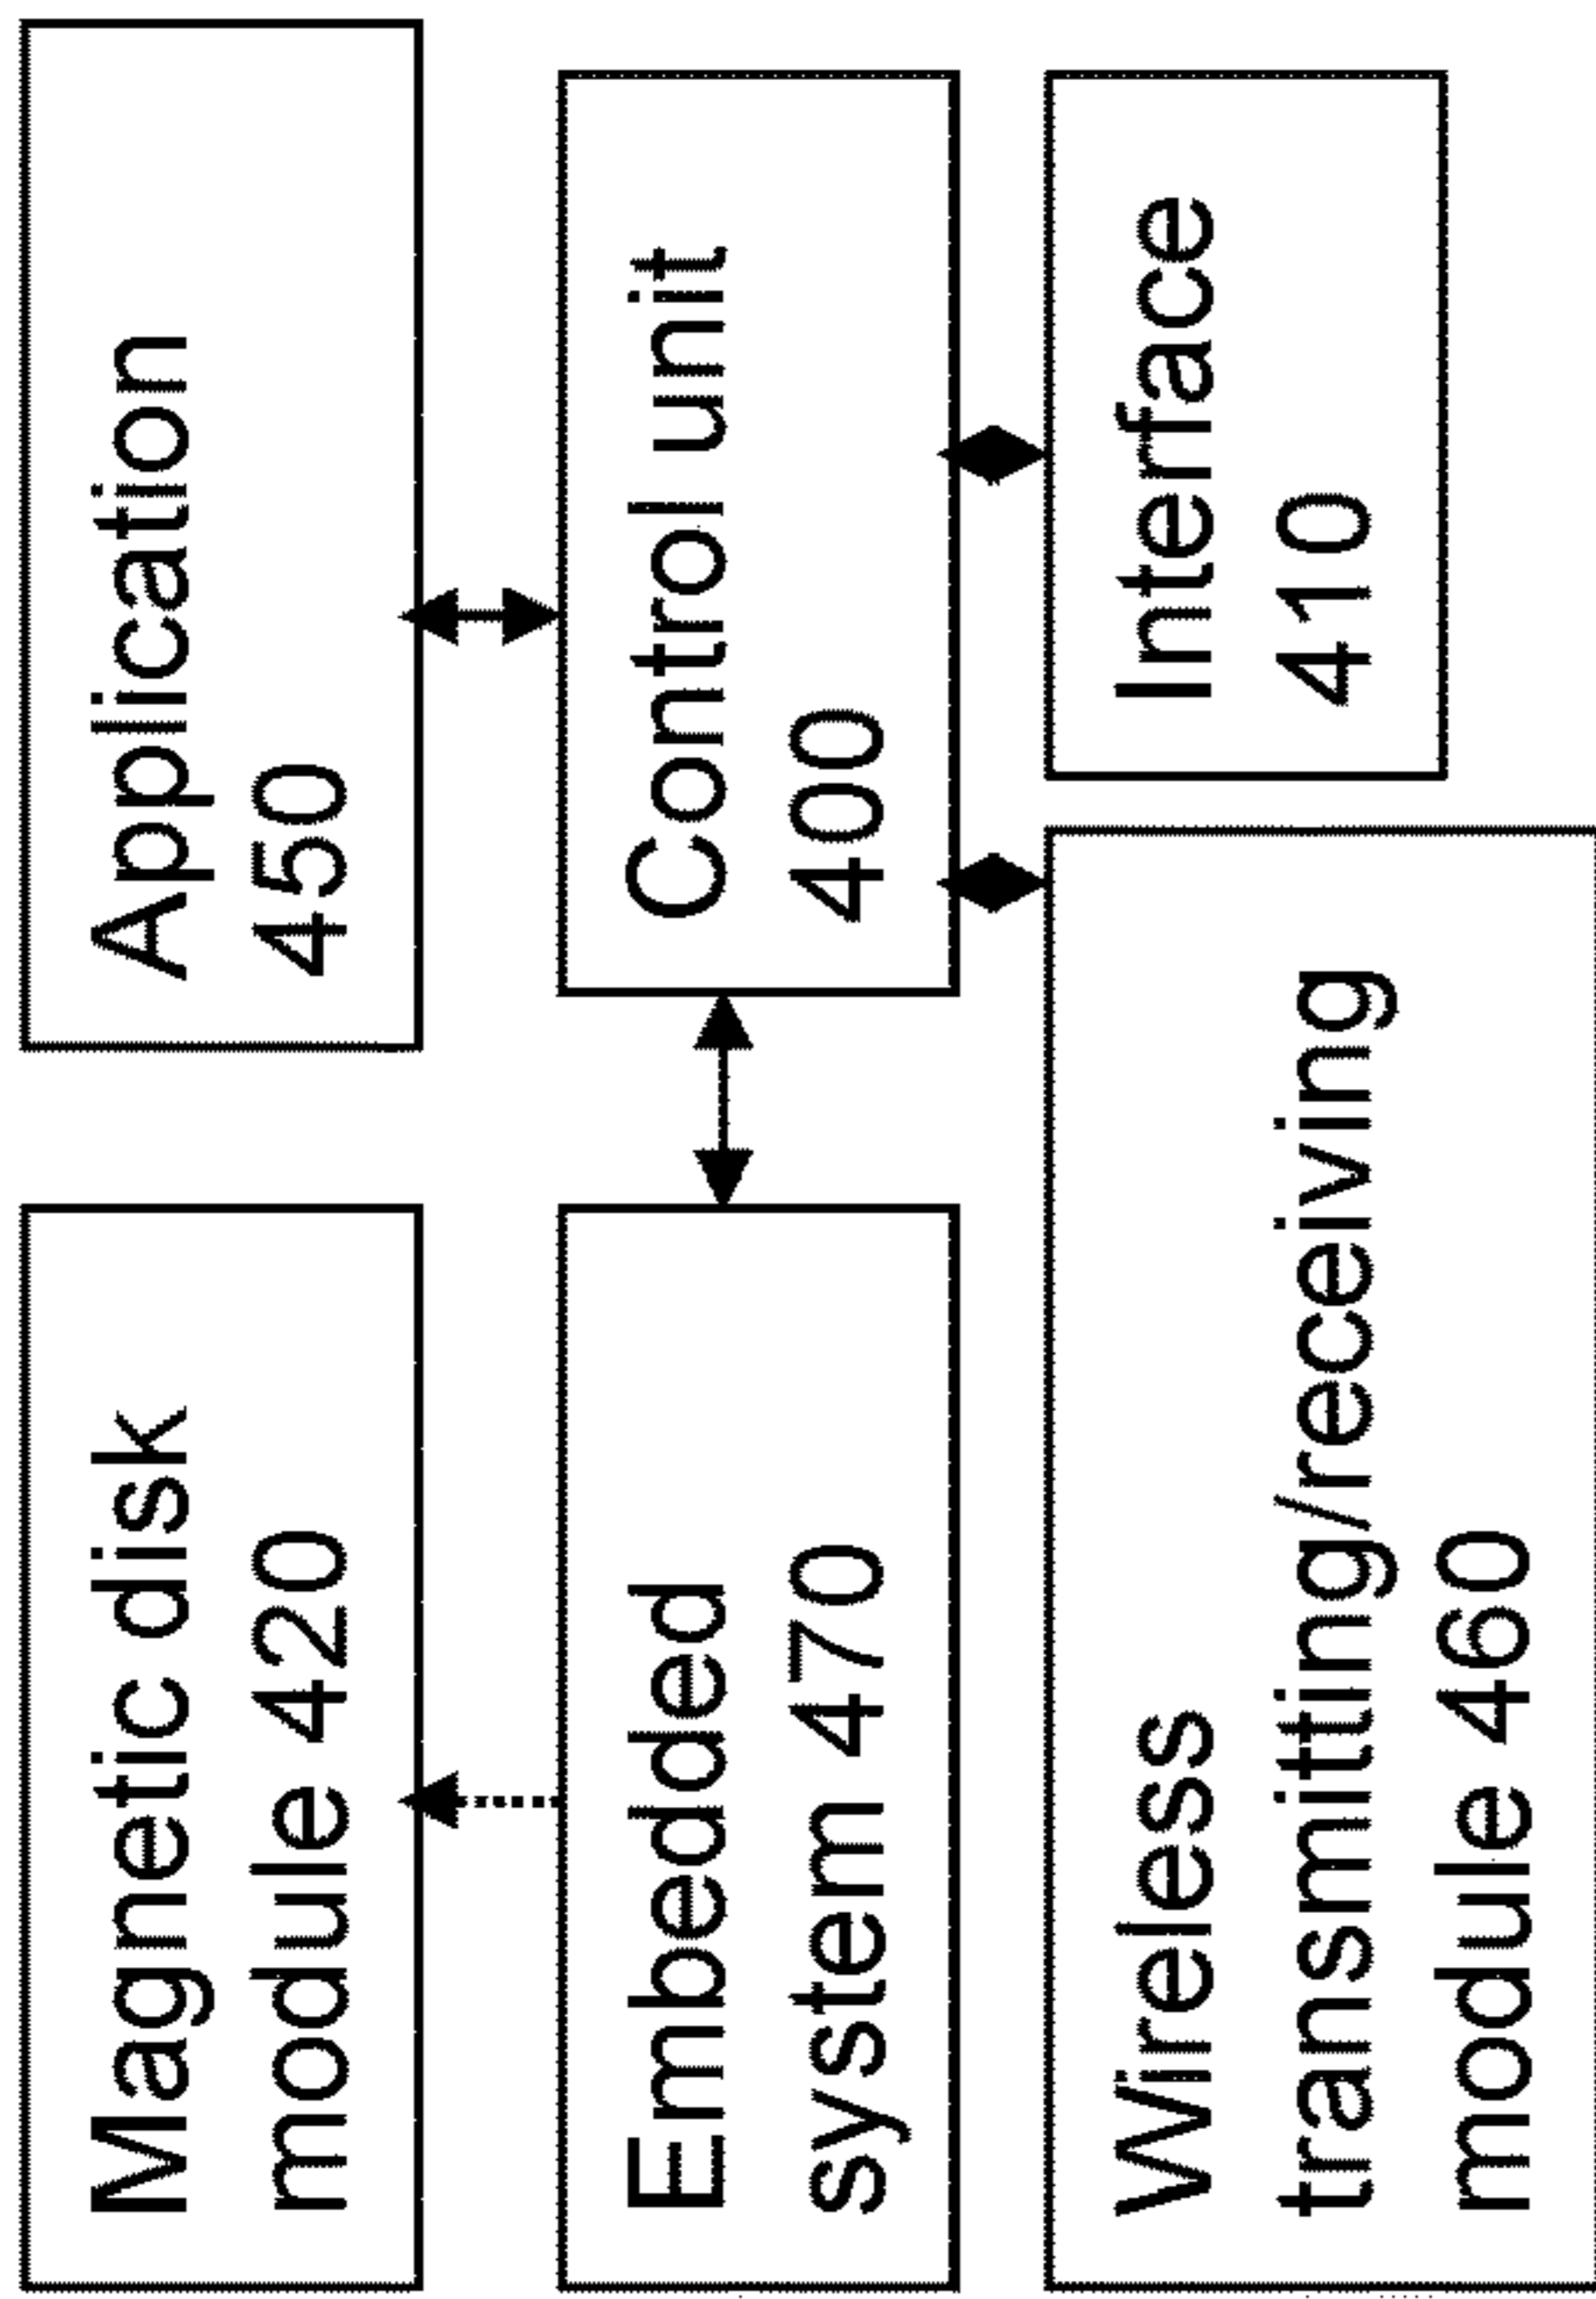 Magnetic disk
module 420
Application
450
Embedded
system 470
Control unit
400
Wireless
transmitting/receiving
module 460
Interface
410